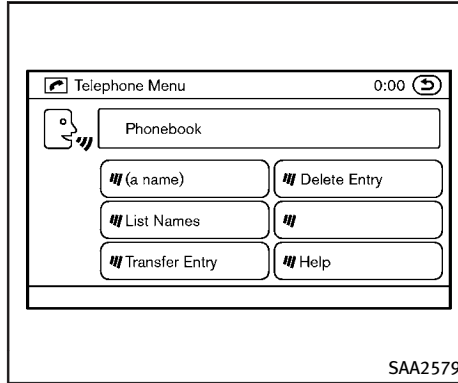 Telephone Menu 0:00
Phonebook
(a name) Delete Entry
List Names
Transfer Entry Help
SAA2579